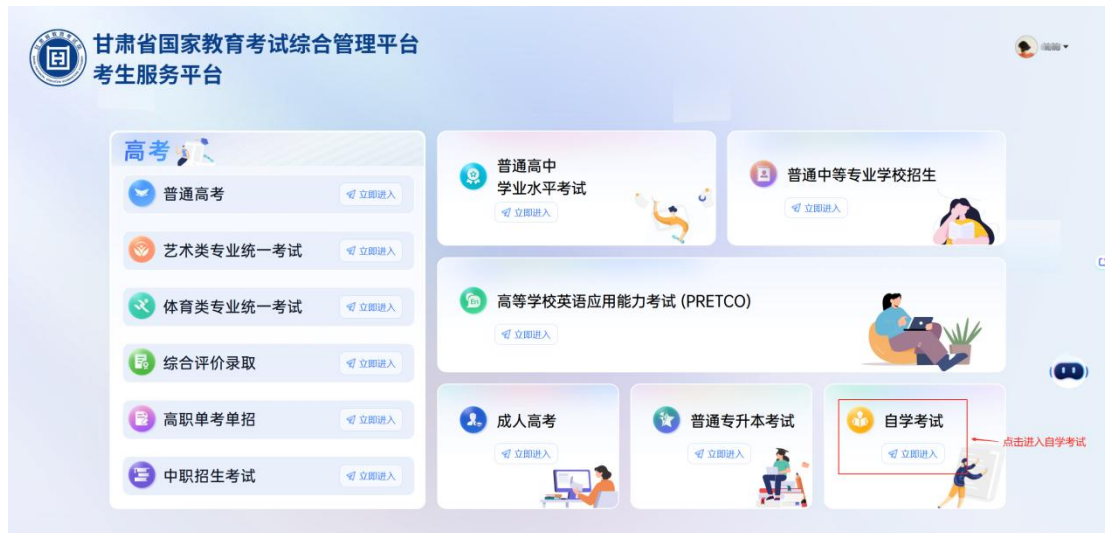 甘肃省国家教育考试综合管理平台
考生服务平台
高考
普通高考
立即进入
艺术类专业统一考试
立即进入
体育类专业统一考试
立即进入
综合评价录取
立即进入
高职单考单招
立即进入
中职招生考试
立即进入
普通高中
学业水平考试
立即进入
普通中等专业学校招生
立即进入
高等学校英语应用能力考试 (PRETCO)
立即进入
成人高考
立即进入
普通专升本考试
立即进入
自学考试
立即进入
点击进入自学考试